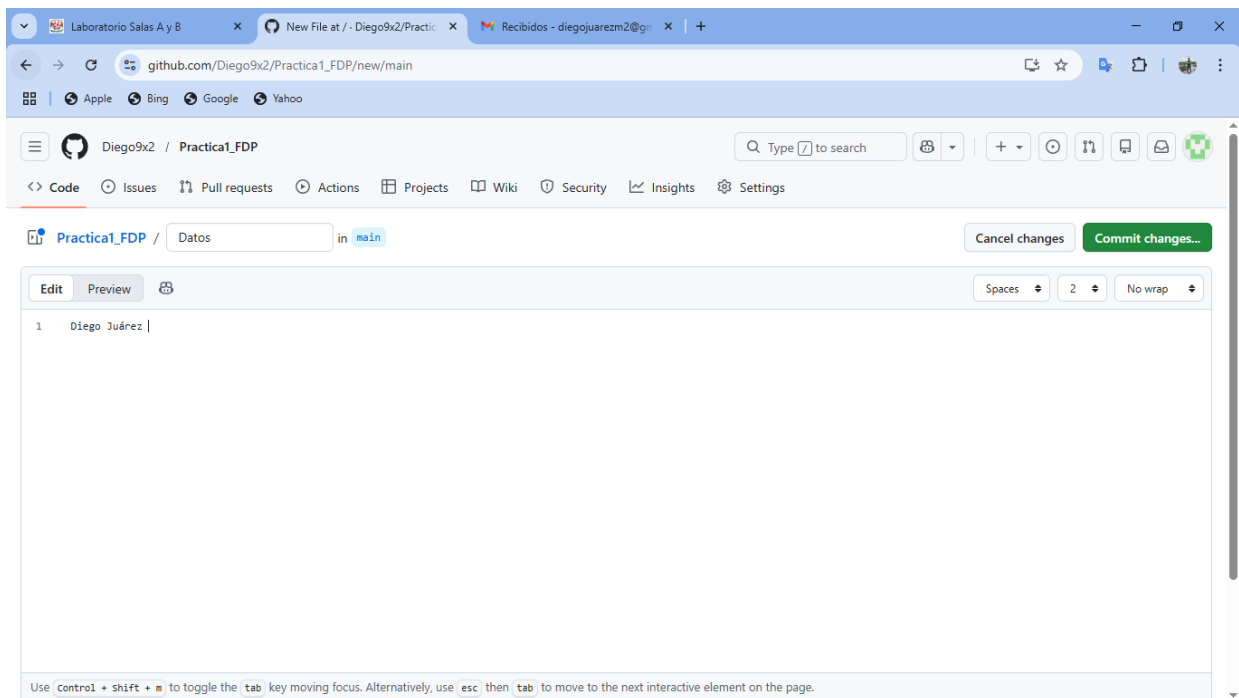 Laboratorio Salas A y B
New File at / · Diego9x2/Practic
Recibidos - diegojuarezm2@gm
github.com/Diego9x2/Practica1_FDP/new/main
Apple Bing Google Yahoo
Diego9x2 / Practica1_FDP
Type / to search
Code Issues Pull requests Actions Projects Wiki Security Insights Settings
Practica1_FDP / Datos in main
Cancel changes Commit changes...
Edit Preview
Spaces 2 No wrap
1 Diego Juárez
Use Control + Shift + m to toggle the tab key moving focus. Alternatively, use esc then tab to move to the next interactive element on the page.